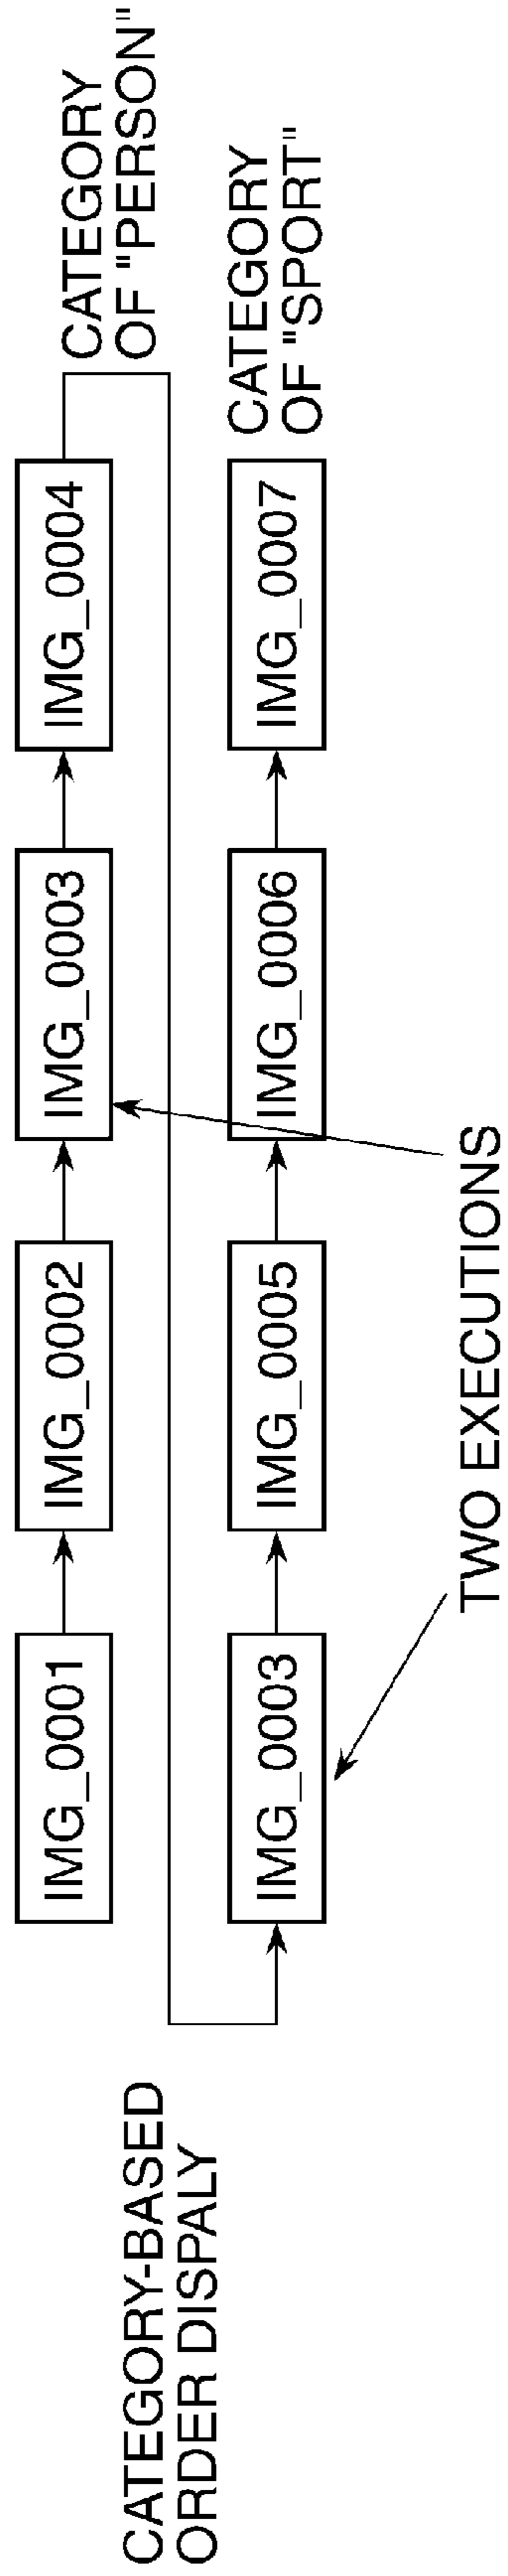 CATEGORY-BASED
ORDER DISPALY
IMG_0001
IMG_0002
IMG_0003
IMG_0004
CATEGORY
OF "PERSON"
IMG_0003
IMG_0005
IMG_0006
IMG_0007
CATEGORY
OF "SPORT"
TWO EXECUTIONS